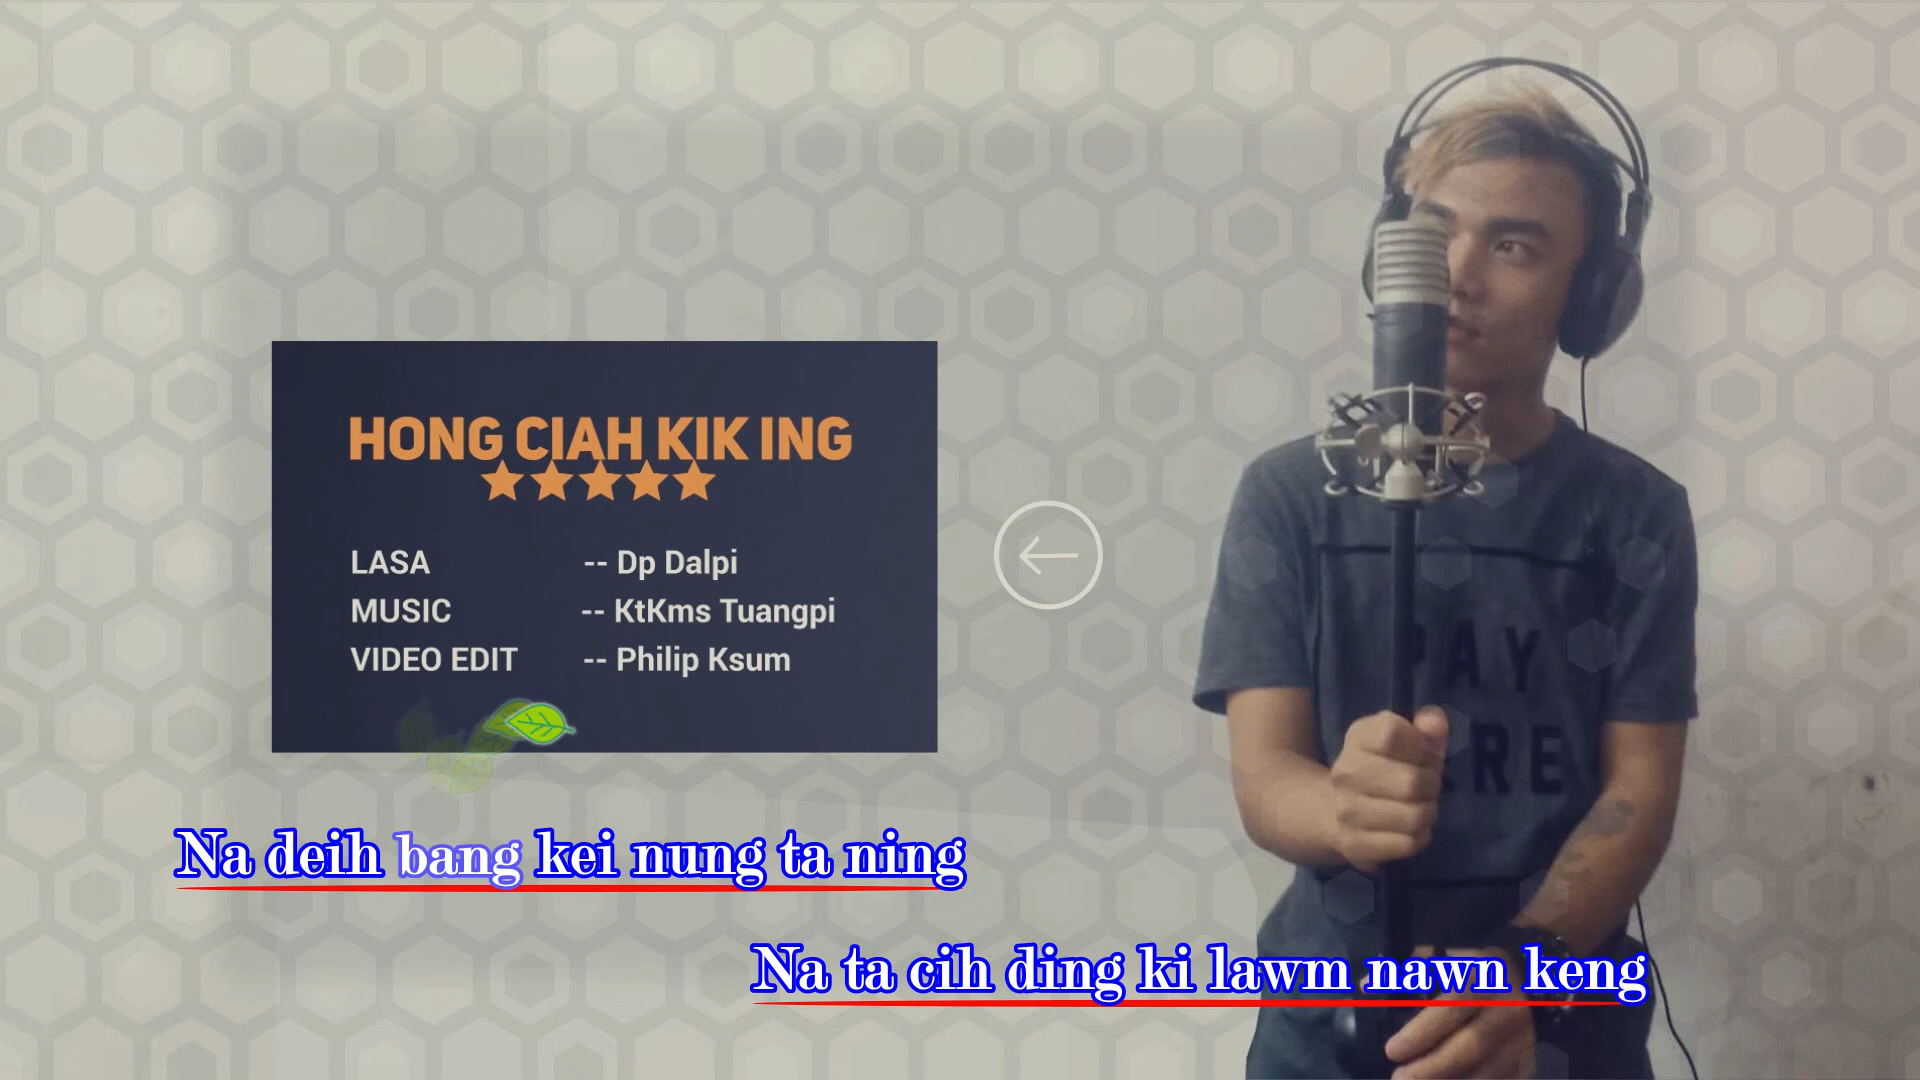 HONG CIAH KIK ING
LASA -- Dp Dalpi
MUSIC -- KtKms Tuangpi
VIDEO EDIT -- Philip Ksum
PAY
Na deih bang kei nung ta ning
Na ta cih ding ki lawm nawn keng